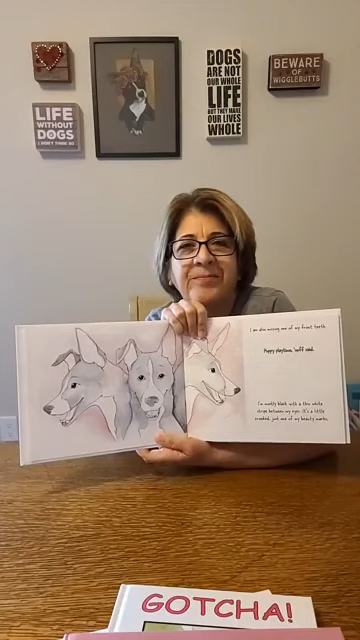 DOGS
ARE NOT
OUR WHOLE
LIFE
BUT THEY MAKE
OUR LIVES
WHOLE
BEWARE
OF
WIGGLEBUTTS
LIFE
WITHOUT
DOGS
I DON'T THINK SO
I am also missing one of my front teeth.
Puppy playtime, 'nuff said.
I'm mostly black with a thin white
stripe between my eyes. It's a little
crooked, just one of my beauty marks.
GOTCHA!